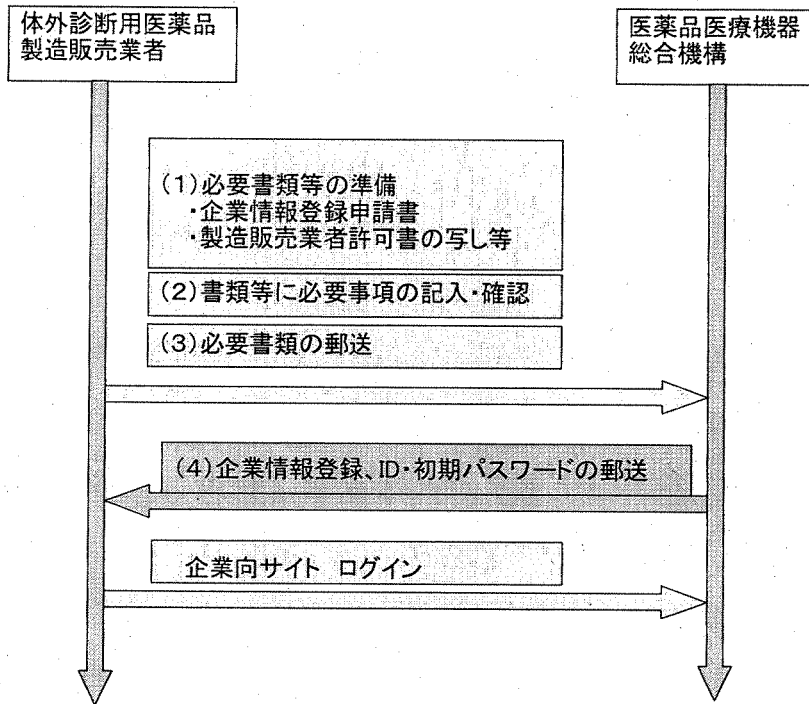 体外診断用医薬品
製造販売業者
医薬品医療機器
総合機構
(1)必要書類等の準備
・企業情報登録申請書
・製造販売業者許可書の写し等
(2)書類等に必要事項の記入・確認
(3)必要書類の郵送
(4)企業情報登録、ID・初期パスワードの郵送
企業向サイト ログイン